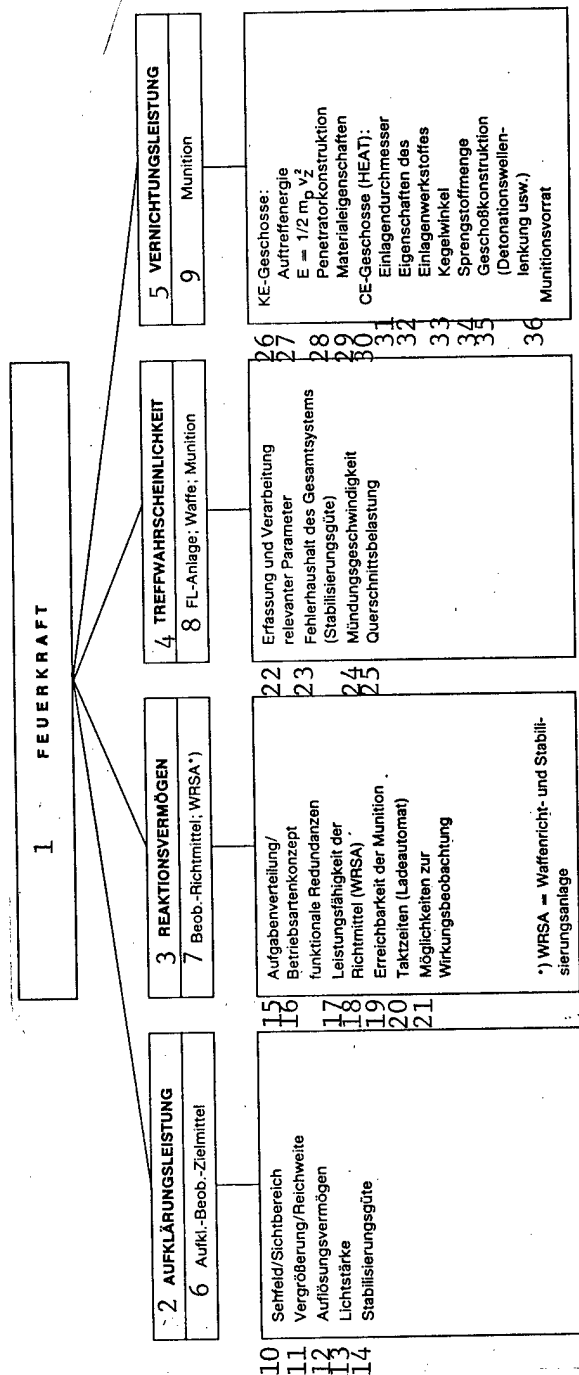 1 FEUERKRAFT
2 AUFKLÄRUNGSLEISTUNG
6 Aufkl.-Beob.-Zielmittel
10 Sehfeld/Sichtbereich
11 Vergrößerung/Reichweite
12 Auflösungsvermögen
13 Lichtstärke
14 Stabilisierungsgüte
3 REAKTIONSVERMÖGEN
7 Beob.-Richtmittel; WRSA*)
15 Aufgabenverteilung/
Betriebsartenkonzept
16 funktionale Redundanzen
17 Leistungsfähigkeit der
18 Richtmittel (WRSA)
19 Erreichbarkeit der Munition
20 Taktzeiten (Ladeautomat)
21 Möglichkeiten zur
Wirkungsbeobachtung
*) WRSA = Waffenricht- und Stabili-
sierungsanlage
4 TREFFWAHRSCHEINLICHKEIT
8 FL-Anlage; Waffe; Munition
22 Erfassung und Verarbeitung
relevanter Parameter
23 Fehlerhaushalt des Gesamtsystems
(Stabilisierungsgüte)
24 Mündungsgeschwindigkeit
25 Querschnittsbelastung
5 VERNICHTUNGSLEISTUNG
9 Munition
26 KE-Geschosse:
27 Auftreffenergie
E = 1/2 m_p v_z^2
28 Penetratorkonstruktion
29 Materialeigenschaften
30 CE-Geschosse (HEAT):
31 Einlagendurchmesser
32 Eigenschaften des
Einlagenwerkstoffes
33 Kegelwinkel
34 Sprengstoffmenge
35 Geschoßkonstruktion
(Detonationswellen-
lenkung usw.)
36 Munitionsvorrat